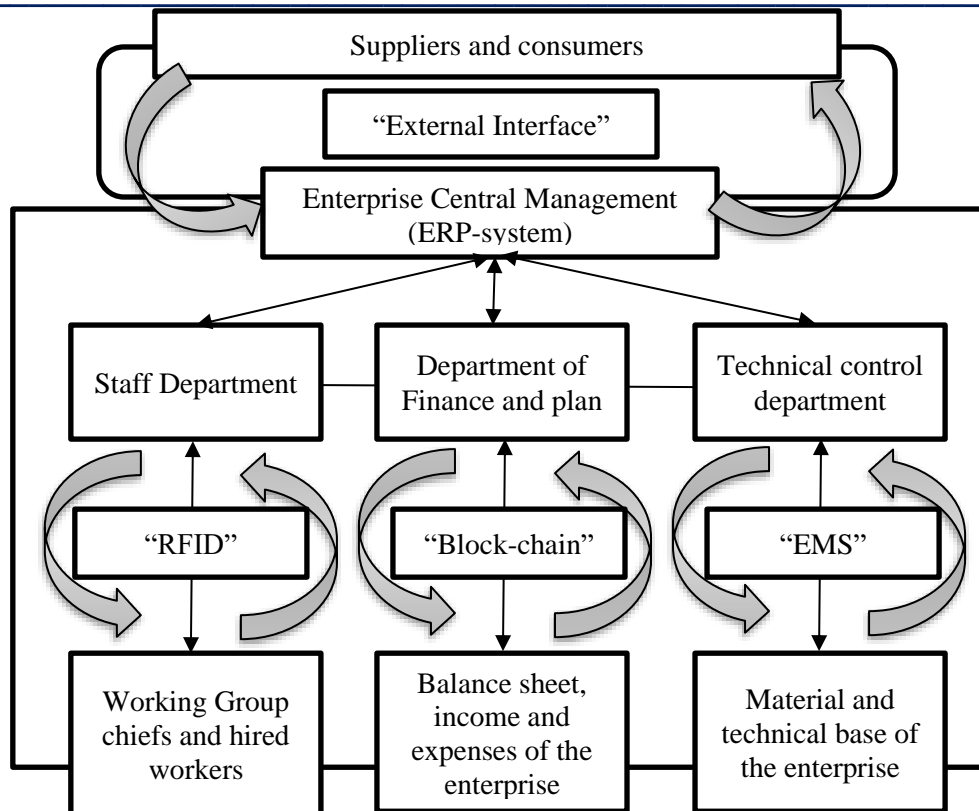 Suppliers and consumers
“External Interface”
Enterprise Central Management
(ERP-system)
Staff Department
Department of
Finance and plan
Technical control
department
“RFID”
“Block-chain”
“EMS”
Working Group
chiefs and hired
workers
Balance sheet,
income and
expenses of the
enterprise
Material and
technical base of
the enterprise